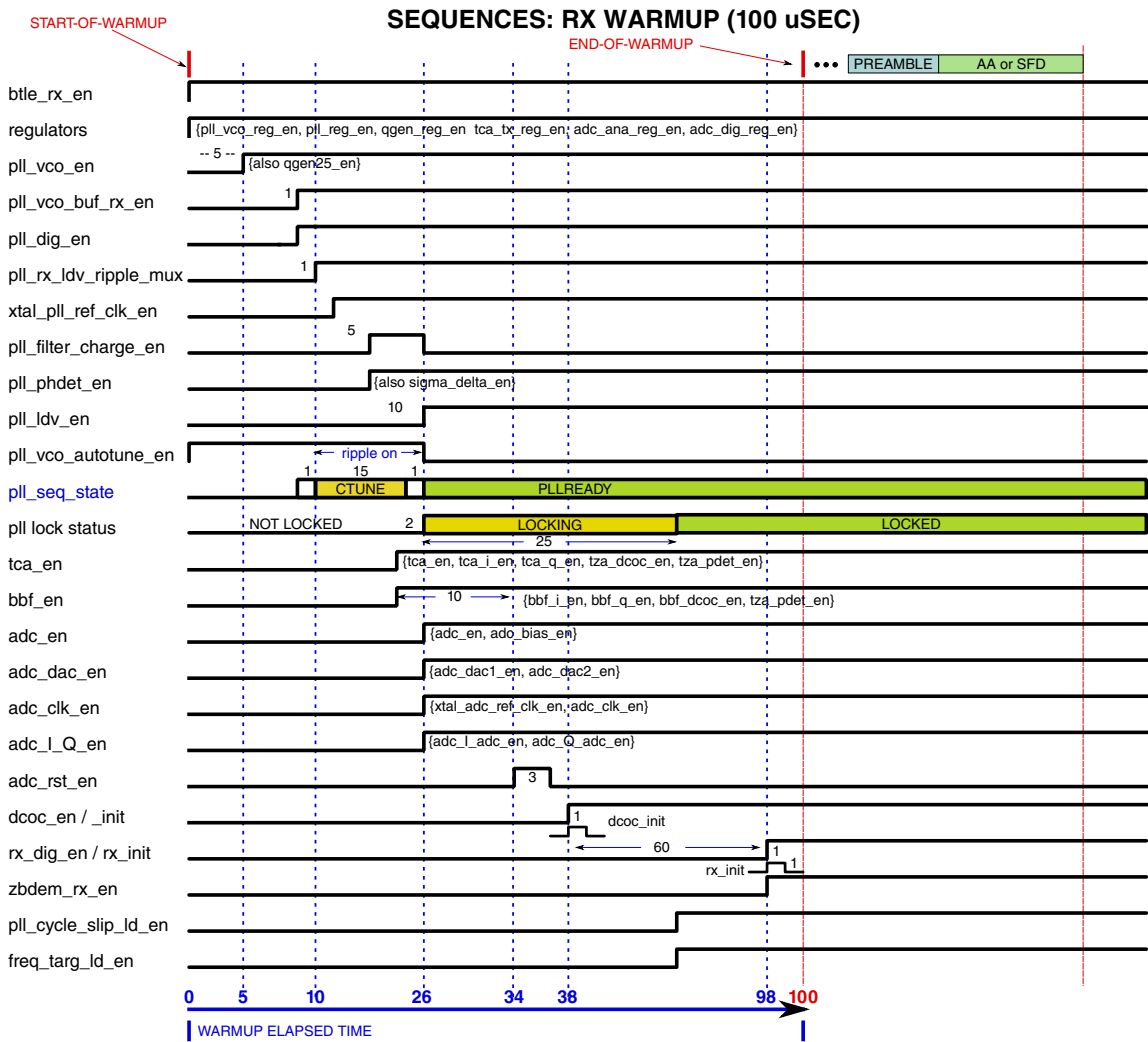 SEQUENCES: RX WARMUP (100 uSEC)
START-OF-WARMUP
END-OF-WARMUP
PREAMBLE AA or SFD
btle_rx_en
regulators {pll_vco_reg_en, pll_reg_en, qgen_reg_en tca_tx_reg_en, adc_ana_reg_en, adc_dig_reg_en}
-- 5 --
pll_vco_en {also qgen25_en}
pll_vco_buf_rx_en 1
pll_dig_en
pll_rx_ldv_ripple_mux 1
xtal_pll_ref_clk_en
pll_filter_charge_en 5
pll_phdet_en {also sigma_delta_en}
pll_ldv_en 10
pll_vco_autotune_en ripple on
1 15 1
pll_seq_state CTUNE PLLREADY
pll lock status NOT LOCKED 2 LOCKING LOCKED
25
tca_en {tca_en, tca_i_en, tca_q_en, tza_dcoc_en, tza_pdet_en}
bbf_en 10 {bbf_i_en, bbf_q_en, bbf_dcoc_en, tza_pdet_en}
adc_en {adc_en, adc_bias_en}
adc_dac_en {adc_dac1_en, adc_dac2_en}
adc_clk_en {xtal_adc_ref_clk_en, adc_clk_en}
adc_I_Q_en {adc_I_adc_en, adc_Q_adc_en}
adc_rst_en 3
dcoc_en / _init 1 dcoc_init
rx_dig_en / rx_init 60 1
rx_init 1
zbdem_rx_en
pll_cycle_slip_ld_en
freq_targ_ld_en
0 5 10 26 34 38 98 100
WARMUP ELAPSED TIME